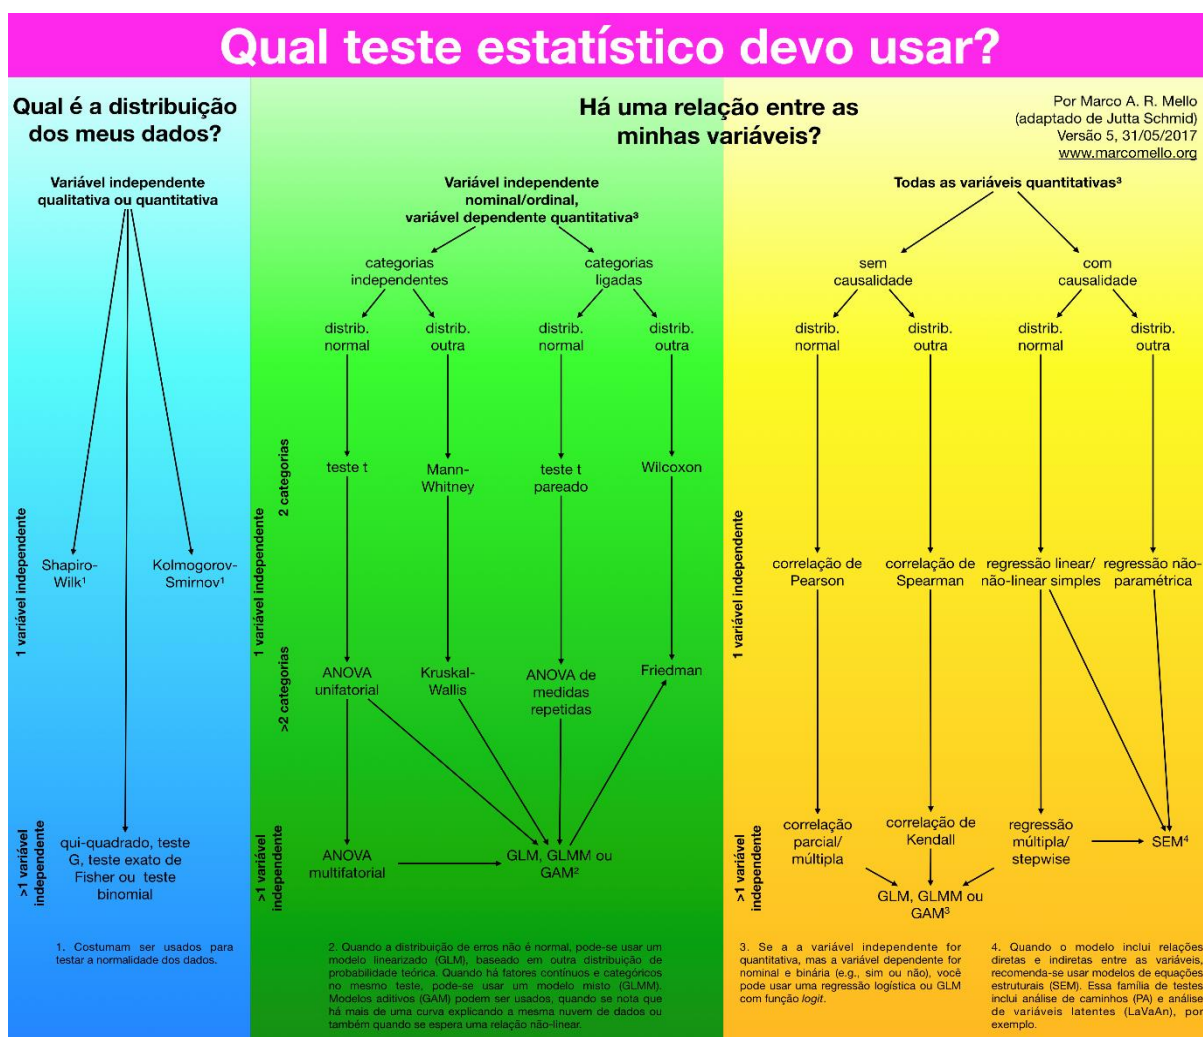 Qual teste estatístico devo usar?
Qual é a distribuição
dos meus dados?
Variável independente
qualitativa ou quantitativa
1 variável independente
Shapiro-
Wilk¹
Kolmogorov-
Smirnov¹
>1 variável
independente
qui-quadrado, teste
G, teste exato de
Fisher ou teste
binomial
1. Costumam ser usados para
testar a normalidade dos dados.
Há uma relação entre as
minhas variáveis?
Por Marco A. R. Mello
(adaptado de Jutta Schmid)
Versão 5, 31/05/2017
www.marcomello.org
Variável independente
nominal/ordinal,
variável dependente quantitativa³
categorias
independentes
categorias
ligadas
distrib.
normal
distrib.
outra
distrib.
normal
distrib.
outra
1 variável independente
2 categorias
teste t
Mann-
Whitney
teste t
pareado
Wilcoxon
>2 categorias
ANOVA
unifatorial
Kruskal-
Wallis
ANOVA de
medidas
repetidas
Friedman
>1 variável
independente
ANOVA
multifatorial
GLM, GLMM ou
GAM²
2. Quando a distribuição de erros não é normal, pode-se usar um
modelo linearizado (GLM), baseado em outra distribuição de
probabilidade teórica. Quando há fatores contínuos e categóricos
no mesmo teste, pode-se usar um modelo misto (GLMM).
Modelos aditivos (GAM) podem ser usados, quando se nota que
há mais de uma curva explicando a mesma nuvem de dados ou
também quando se espera uma relação não-linear.
Todas as variáveis quantitativas³
sem
causalidade
com
causalidade
distrib.
normal
distrib.
outra
distrib.
normal
distrib.
outra
1 variável independente
correlação de
Pearson
correlação de
Spearman
regressão linear/
não-linear simples
regressão não-
paramétrica
>1 variável
independente
correlação
parcial/
múltipla
correlação de
Kendall
regressão
múltipla/
stepwise
SEM⁴
GLM, GLMM ou
GAM³
3. Se a a variável independente for
quantitativa, mas a variável dependente for
nominal e binária (e.g., sim ou não), você
pode usar uma regressão logística ou GLM
com função logit.
4. Quando o modelo inclui relações
diretas e indiretas entre as variáveis,
recomenda-se usar modelos de equações
estruturais (SEM). Essa família de testes
inclui análise de caminhos (PA) e análise
de variáveis latentes (LaVaAn), por
exemplo.